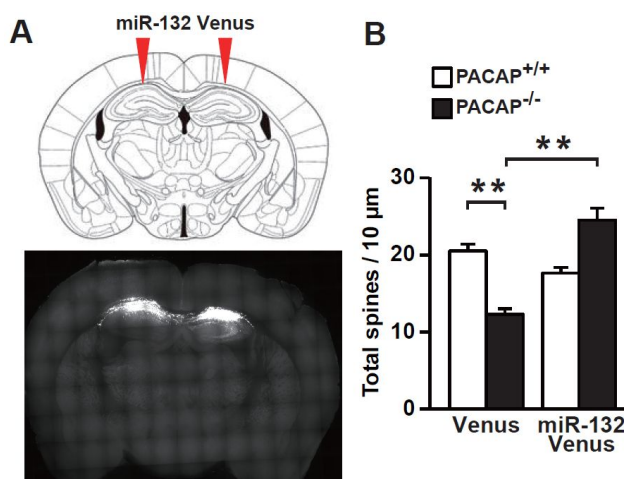 A
miR-132 Venus
B
PACAP+/+
PACAP-/-
**
**
Total spines / 10 µm
30
20
10
0
Venus
miR-132
Venus